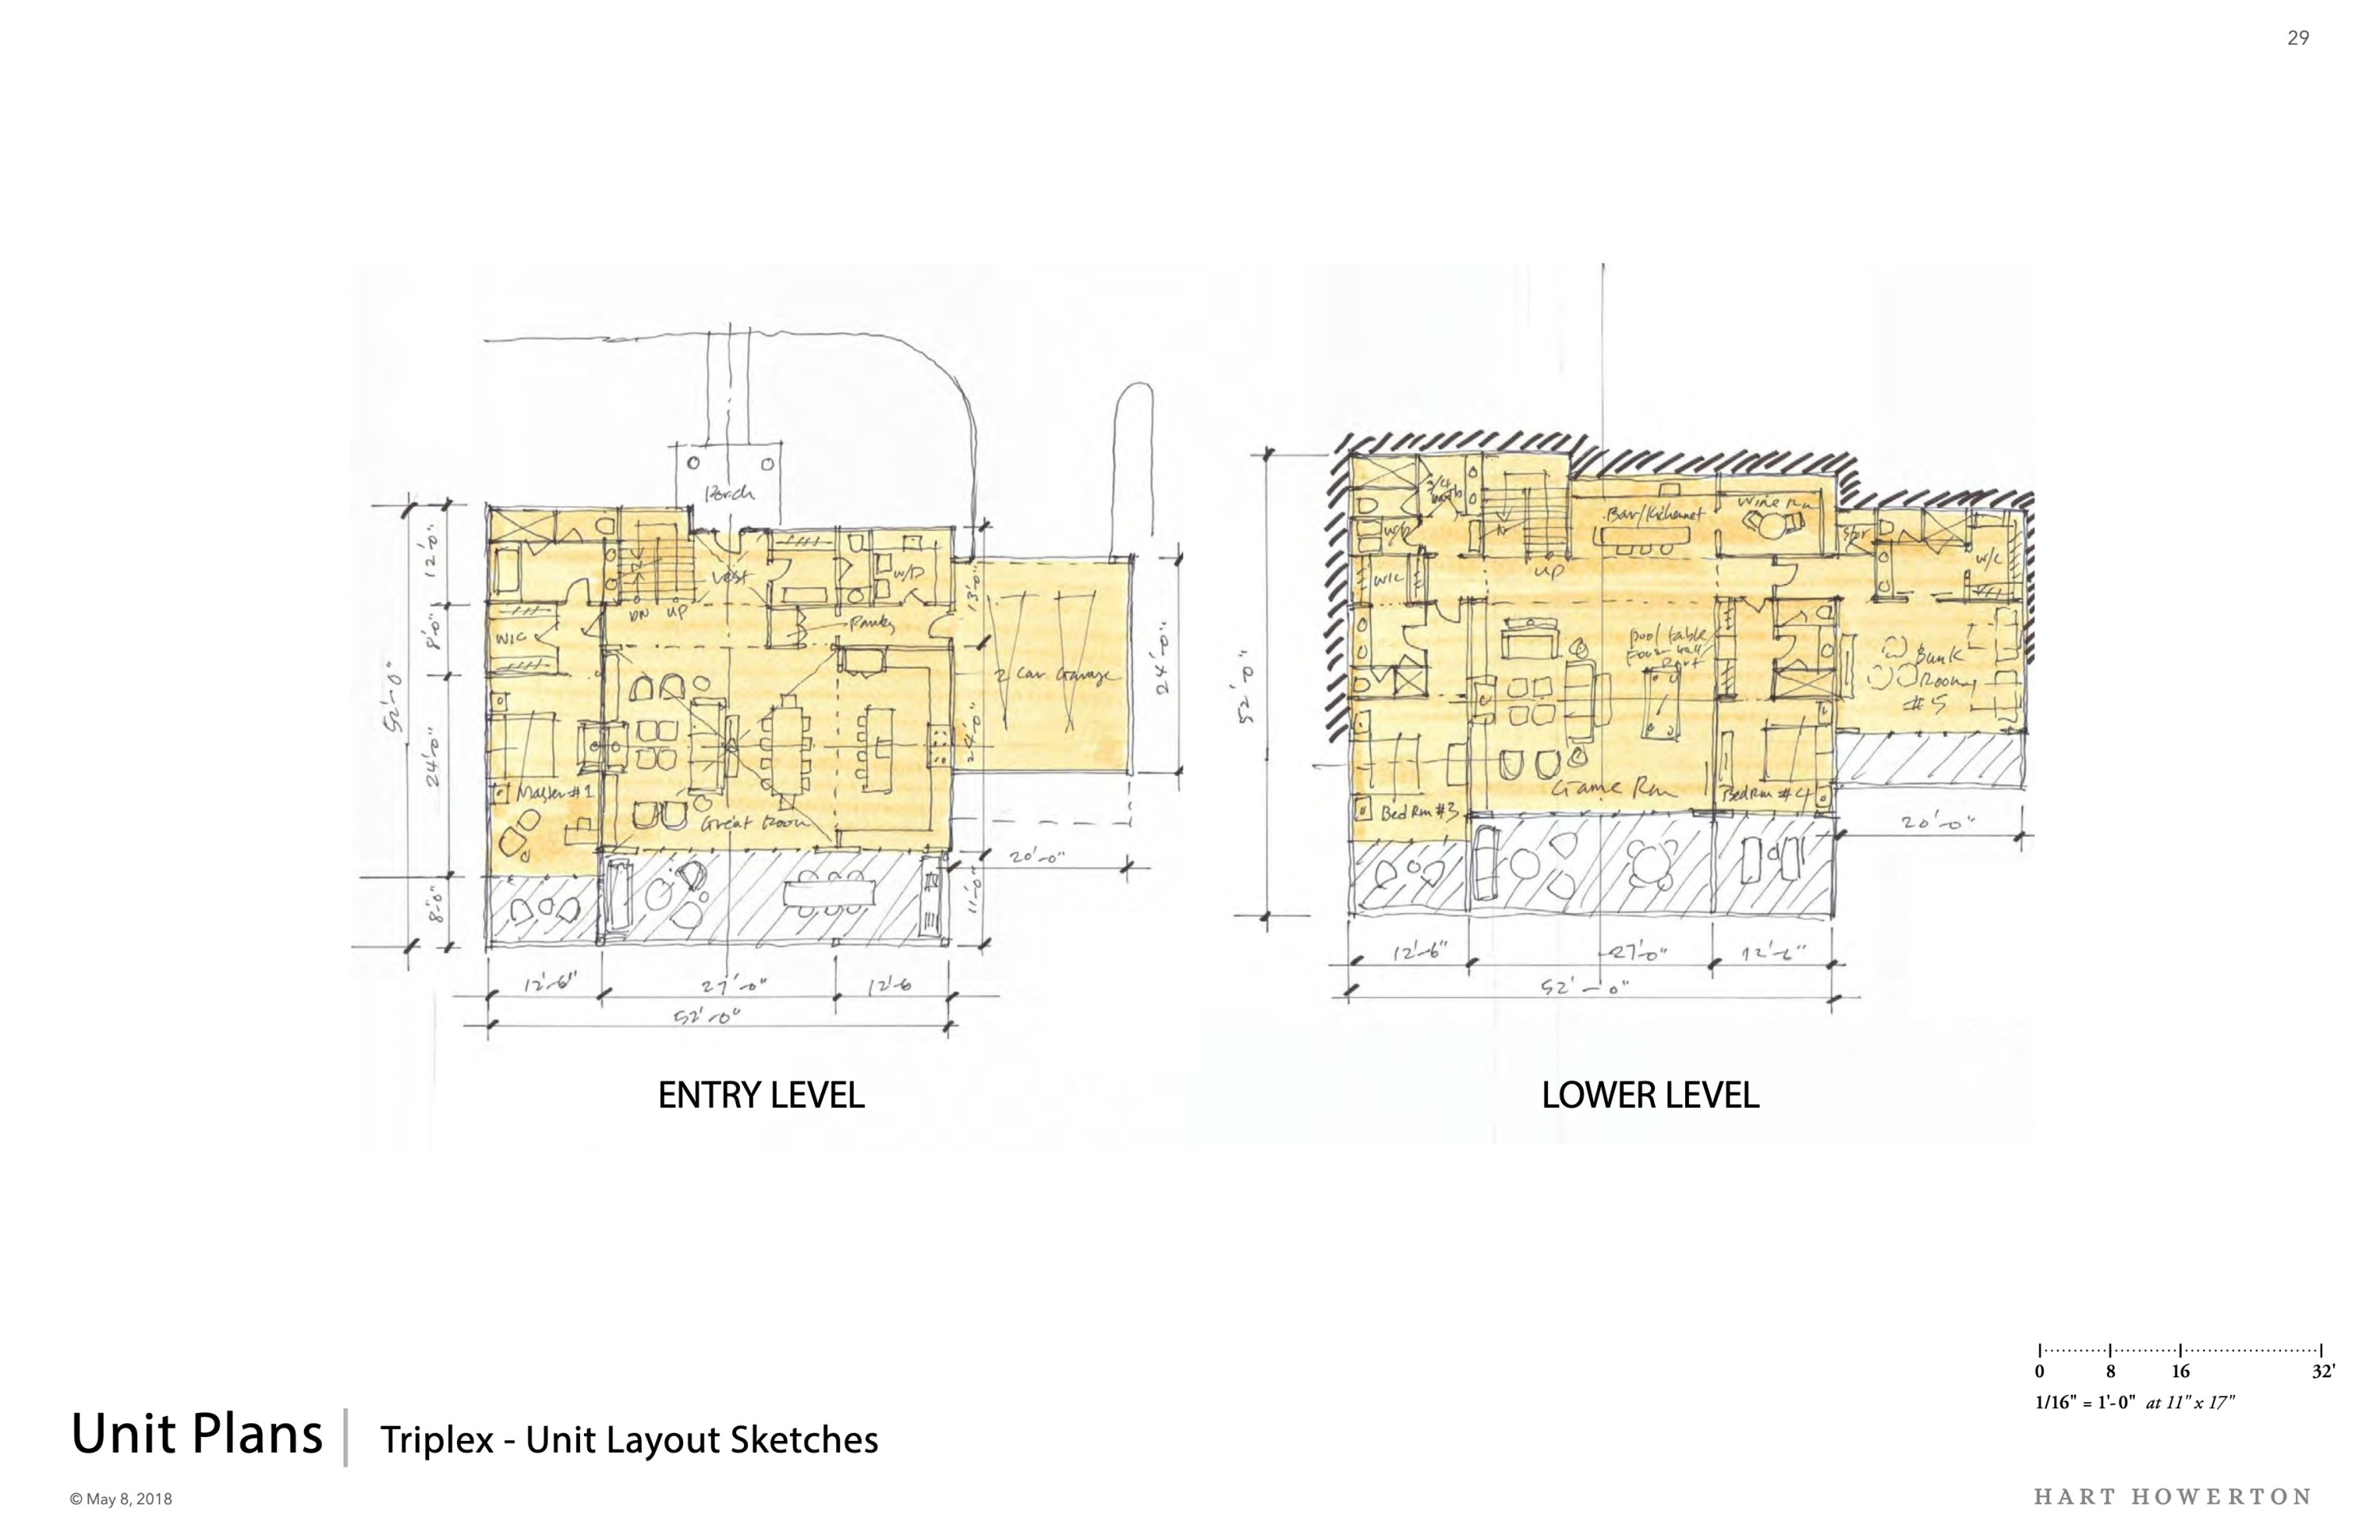 29
Porch
12'-0"
8'-0"
24'-0"
8'-0"
52'-0"
Vest
W/D
DN UP
WIC
Pantry
13'-0"
24'-0"
11'-0"
24'-0"
2 Car Garage
Master #1
Great Room
20'-0"
12'-6"
27'-0"
12'-6
52'-0"
ENTRY LEVEL
52'-0"
3/4
bath
W/D
WIC
UP
Bar/Kichenet
Wine Rm
Stor
W/C
pool table
Bunk
Room
#5
Game Rm
Bed Rm #3
Bed Rm #4
20'-0"
12'-6"
27'-0"
12'-6"
52'-0"
LOWER LEVEL
0 8 16 32'
1/16" = 1'-0" at 11" x 17"
Unit Plans
Triplex - Unit Layout Sketches
© May 8, 2018
HART HOWERTON